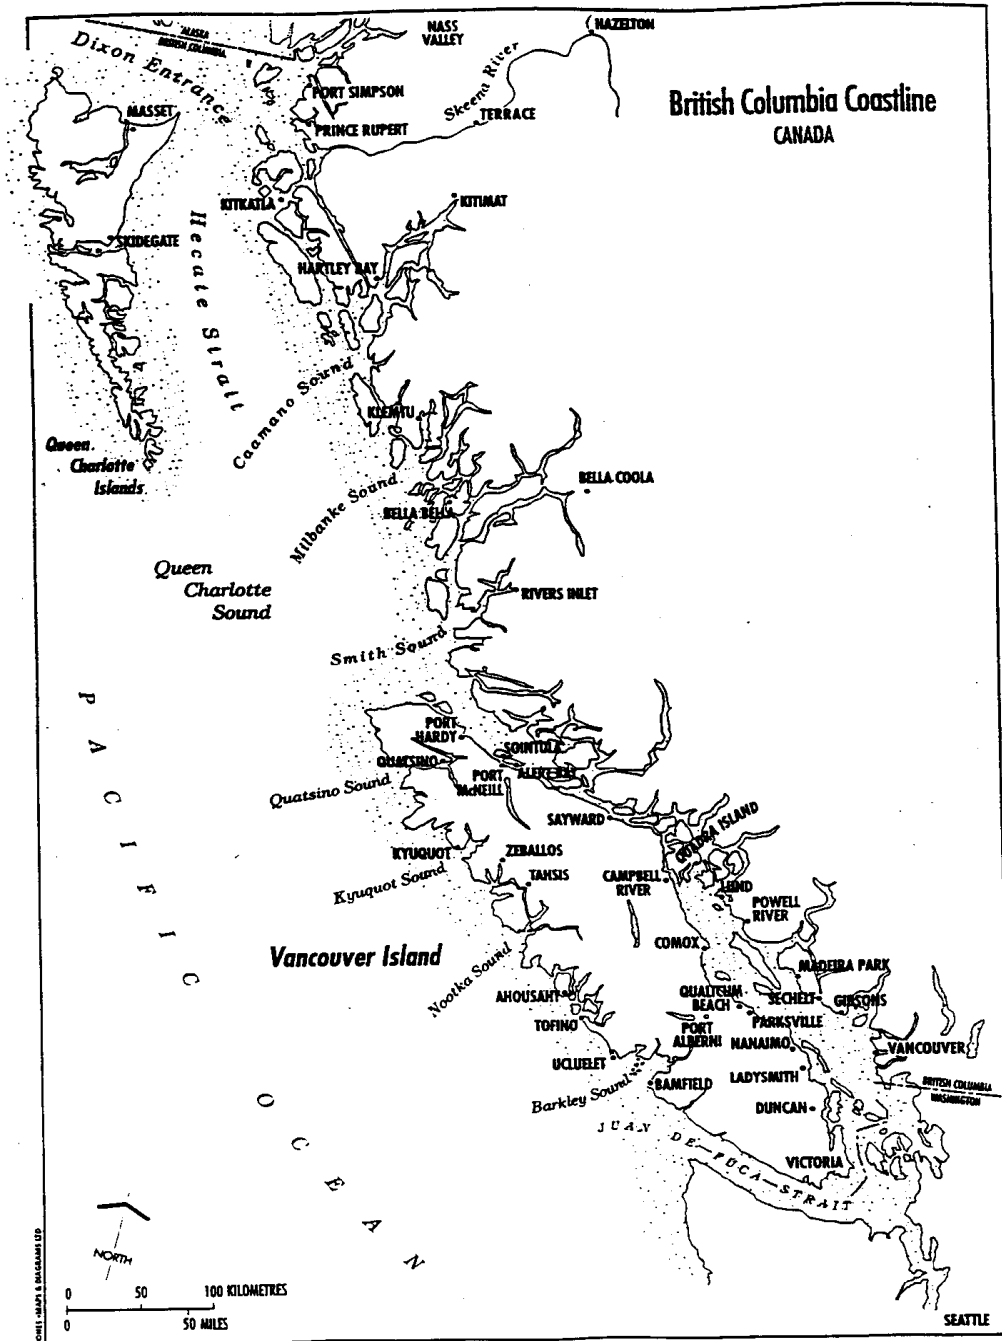 NASS
VALLEY
HAZELTON
ALASKA
BRITISH COLUMBIA
Dixon Entrance
Skeena River
British Columbia Coastline
CANADA
PORT SIMPSON
MASSET
TERRACE
PRINCE RUPERT
KITKATLA
KITIMAT
SKIDEGATE
Hecate Strait
HARTLEY BAY
Caamano Sound
KLEMTU
Queen
Charlotte
Islands
Milbanke Sound
BELLA COOLA
BELLA BELLA
Queen
Charlotte
Sound
RIVERS INLET
Smith Sound
PACIFIC OCEAN
PORT
HARDY
SOINTULA
QUATSINO
ALERT BAY
PORT
McNEILL
Quatsino Sound
SAYWARD
QUADRA ISLAND
KYUQUOT
ZEBALLOS
Kyuquot Sound
TAHSIS
CAMPBELL
RIVER
LUND
POWELL
RIVER
Vancouver Island
COMOX
Nootka Sound
MADEIRA PARK
AHOUSAHT
QUALICUM
BEACH
SECHELT
GIBSONS
PARKSVILLE
TOFINO
PORT
ALBERNI
NANAIMO
VANCOUVER
UCLUELET
LADYSMITH
BRITISH COLUMBIA
WASHINGTON
Barkley Sound
BAMFIELD
DUNCAN
JUAN DE-FUCA-STRAIT
VICTORIA
NORTH
0 50 100 KILOMETRES
0 50 MILES
SEATTLE
MAPS & DIAGRAMS LTD